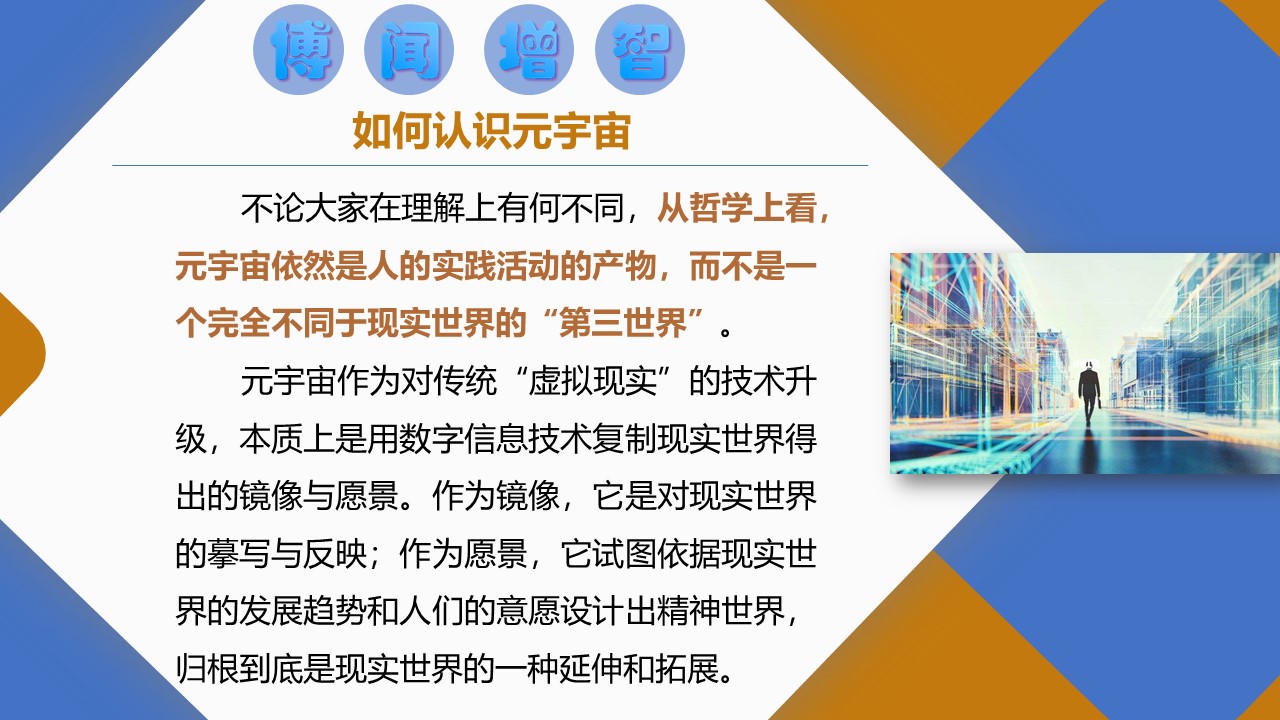 博闻增智
如何认识元宇宙
不论大家在理解上有何不同，从哲学上看，
元宇宙依然是人的实践活动的产物，而不是一
个完全不同于现实世界的“第三世界”。
元宇宙作为对传统“虚拟现实”的技术升
级，本质上是用数字信息技术复制现实世界得
出的镜像与愿景。作为镜像，它是对现实世界
的摹写与反映；作为愿景，它试图依据现实世
界的发展趋势和人们的意愿设计出精神世界，
归根到底是现实世界的一种延伸和拓展。